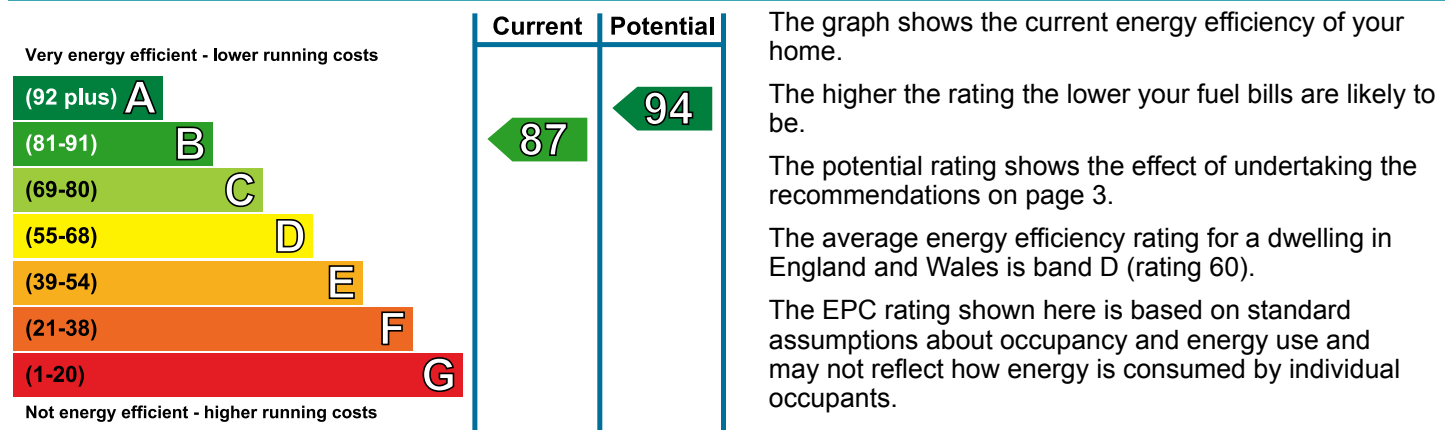 Current Potential
Very energy efficient - lower running costs
(92 plus) A
(81-91) B
(69-80) C
(55-68) D
(39-54) E
(21-38) F
(1-20) G
Not energy efficient - higher running costs
87
94
The graph shows the current energy efficiency of your
home.
The higher the rating the lower your fuel bills are likely to
be.
The potential rating shows the effect of undertaking the
recommendations on page 3.
The average energy efficiency rating for a dwelling in
England and Wales is band D (rating 60).
The EPC rating shown here is based on standard
assumptions about occupancy and energy use and
may not reflect how energy is consumed by individual
occupants.